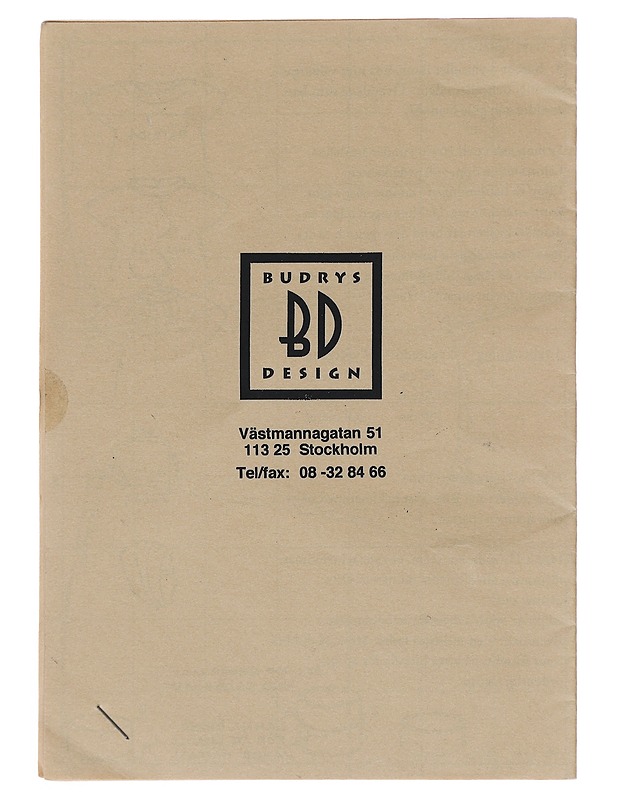 BUDRYS
BD
DESIGN
Västmannagatan 51
113 25 Stockholm
Tel/fax: 08 -32 84 66